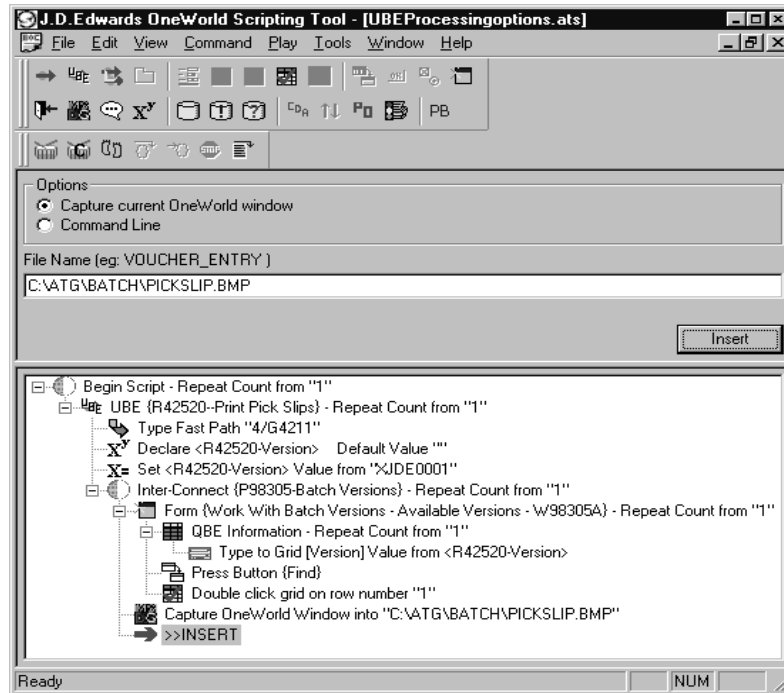 J.D.Edwards OneWorld Scripting Tool - [UBEProcessingoptions.ats]
File Edit View Command Play Tools Window Help
UBE
X^y CDA PO PB
Options
Capture current OneWorld window
Command Line
File Name (eg: VOUCHER_ENTRY )
C:\ATG\BATCH\PICKSLIP.BMP
Insert
Begin Script - Repeat Count from "1"
UBE {R42520--Print Pick Slips} - Repeat Count from "1"
Type Fast Path "4/G4211"
X^y Declare <R42520-Version> Default Value ""
X= Set <R42520-Version> Value from "XJDE0001"
Inter-Connect {P98305-Batch Versions} - Repeat Count from "1"
Form {Work With Batch Versions - Available Versions - W98305A} - Repeat Count from "1"
QBE Information - Repeat Count from "1"
Type to Grid [Version] Value from <R42520-Version>
Press Button {Find}
Double click grid on row number "1"
Capture OneWorld Window into "C:\ATG\BATCH\PICKSLIP.BMP"
>>INSERT
Ready NUM